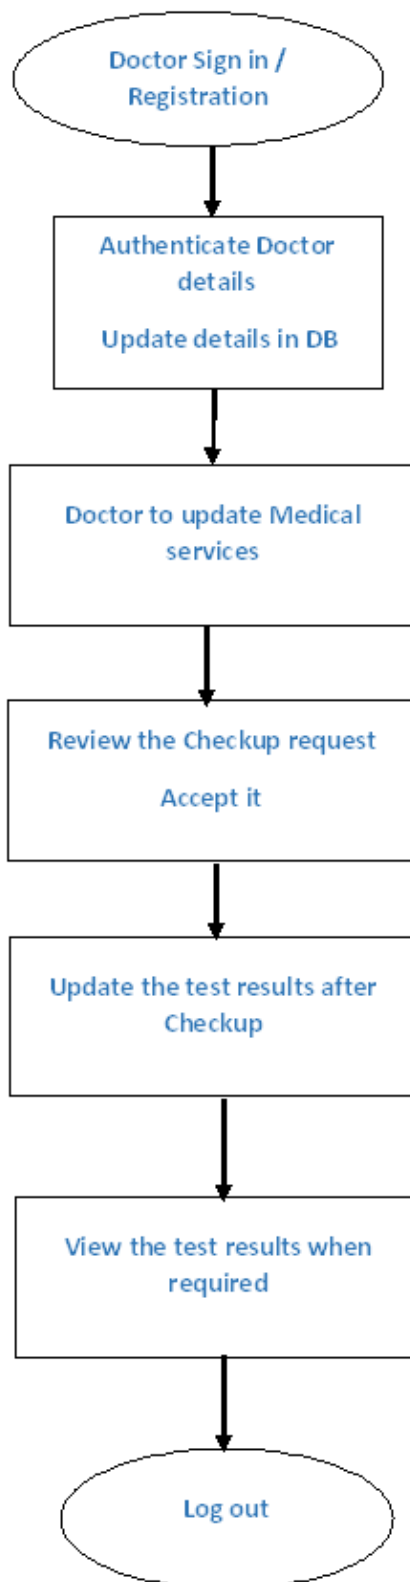 Doctor Sign in /
Registration
Authenticate Doctor
details
Update details in DB
Doctor to update Medical
services
Review the Checkup request
Accept it
Update the test results after
Checkup
View the test results when
required
Log out